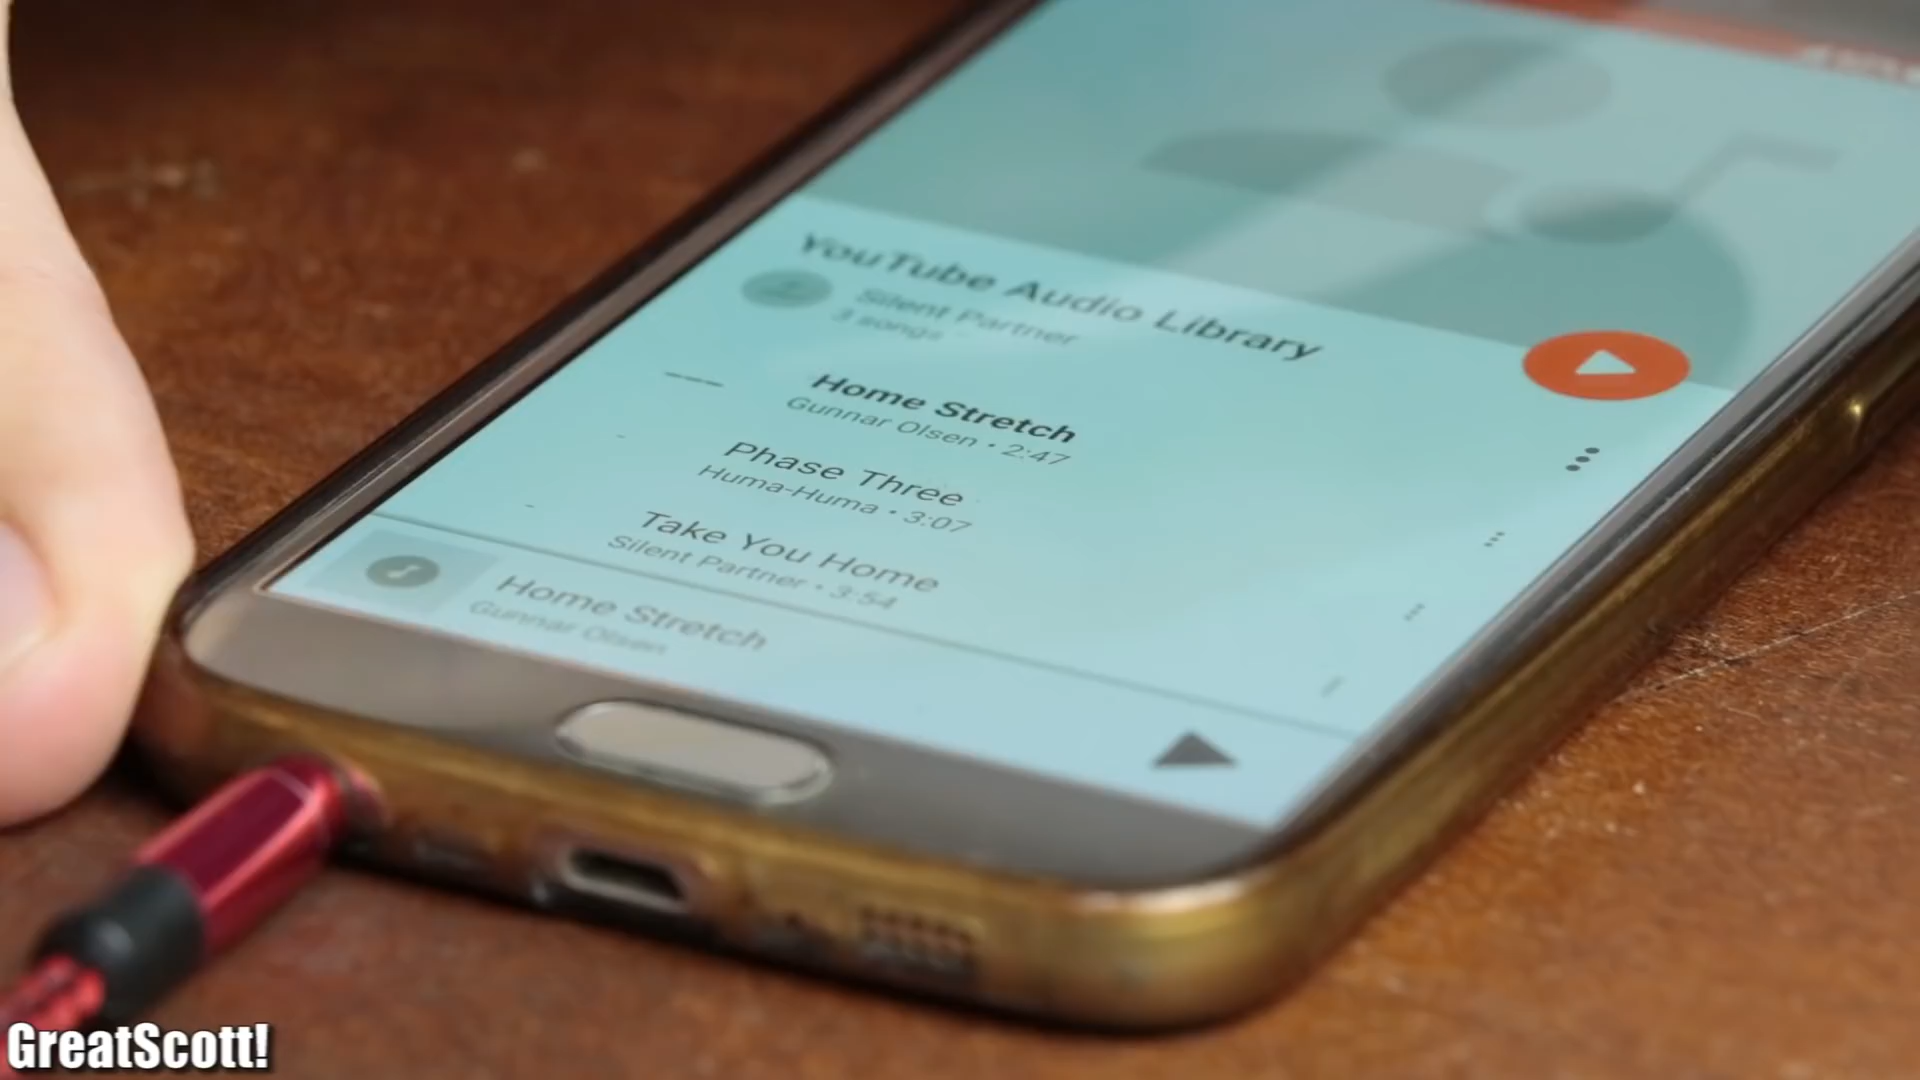 YouTube Audio Library
Silent Partner
3 songs
Home Stretch
Gunnar Olsen • 2:47
Phase Three
Huma-Huma • 3:07
Take You Home
Silent Partner • 3:54
Home Stretch
Gunnar Olsen
GreatScott!